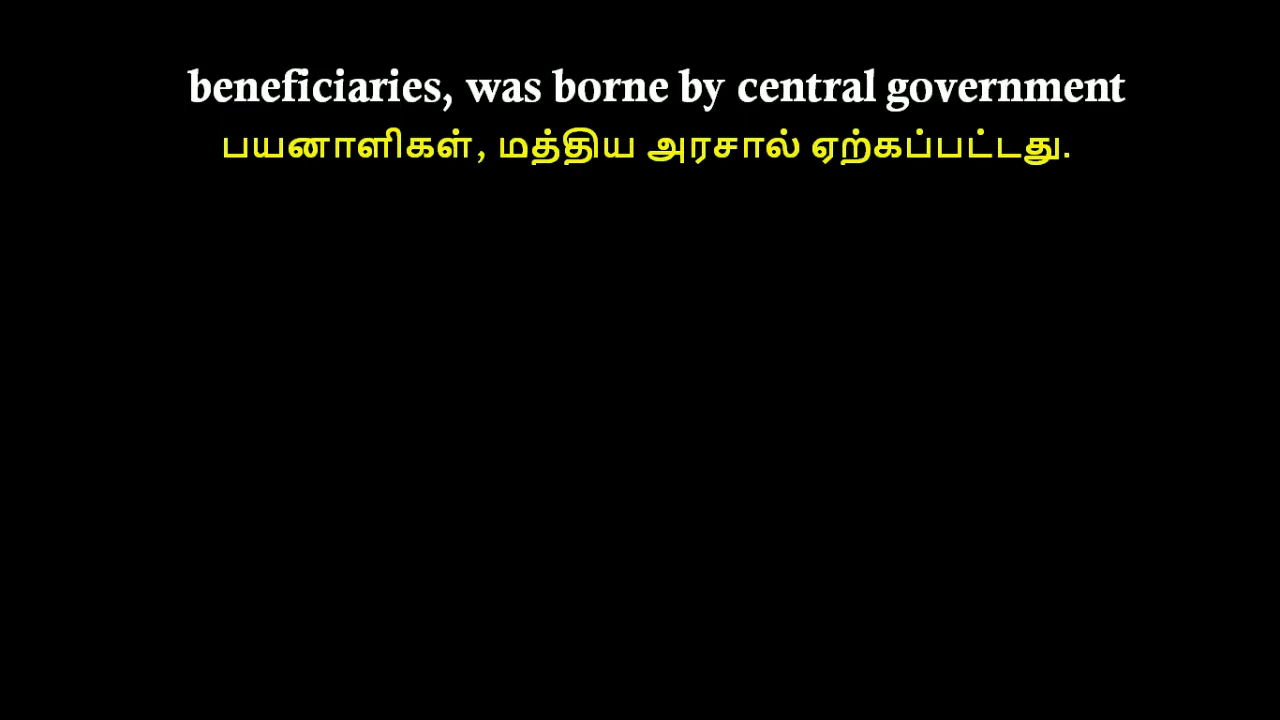 beneficiaries, was borne by central government
பயனாளிகள், மத்திய அரசால் ஏற்கப்பட்டது.